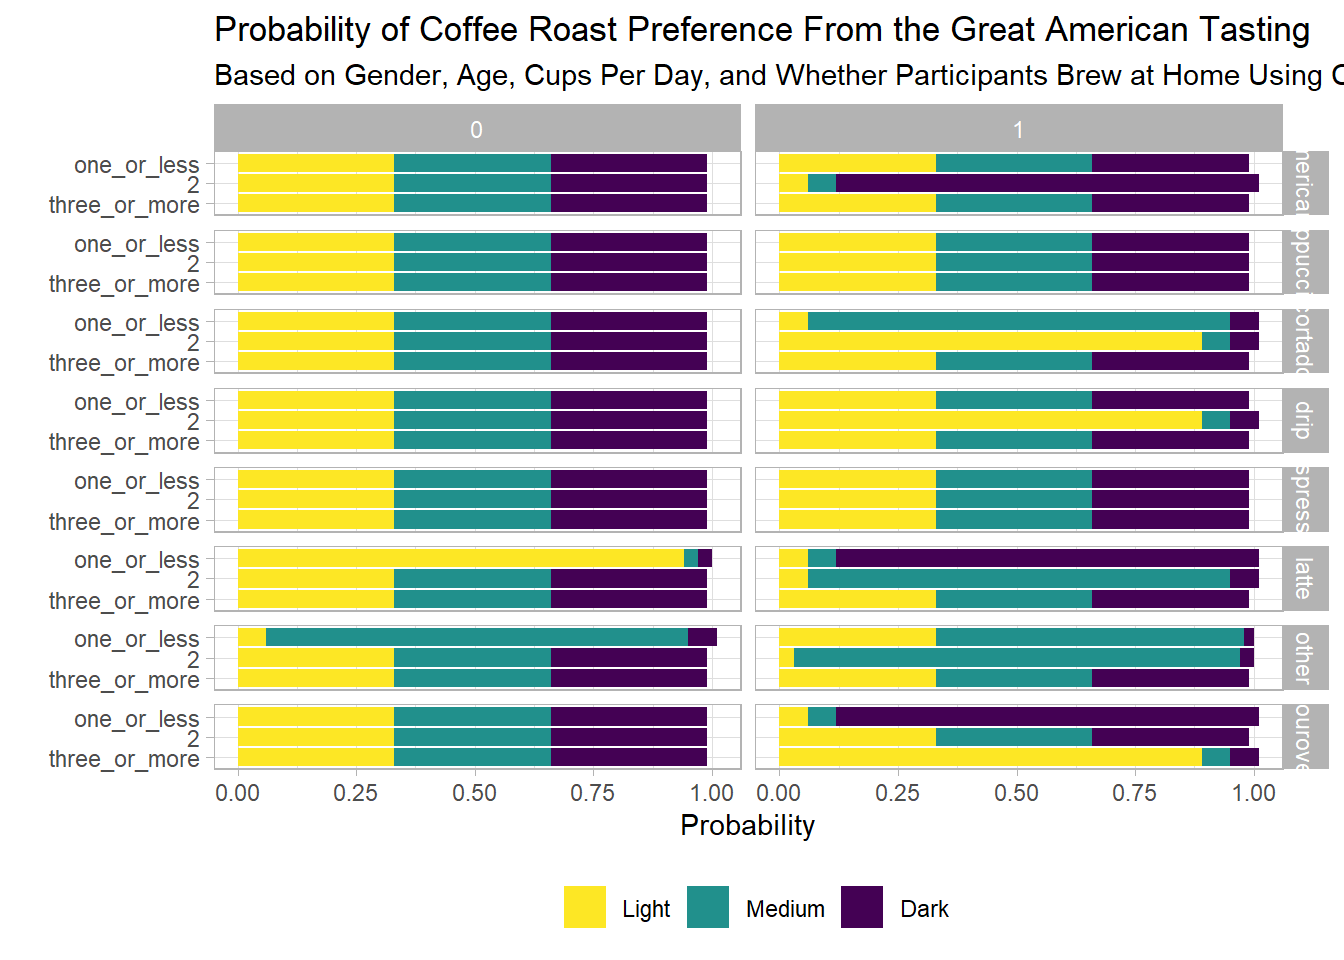 Probability of Coffee Roast Preference From the Great American Tasting
Based on Gender, Age, Cups Per Day, and Whether Participants Brew at Home Using
0 1
one_or_less
2
three_or_more
one_or_less
2
three_or_more
one_or_less
2
three_or_more
cortado
one_or_less
2
three_or_more
drip
one_or_less
2
three_or_more
one_or_less
2
three_or_more
latte
one_or_less
2
three_or_more
other
one_or_less
2
three_or_more
0.00 0.25 0.50 0.75 1.00 0.00 0.25 0.50 0.75 1.00
Probability
Light Medium Dark